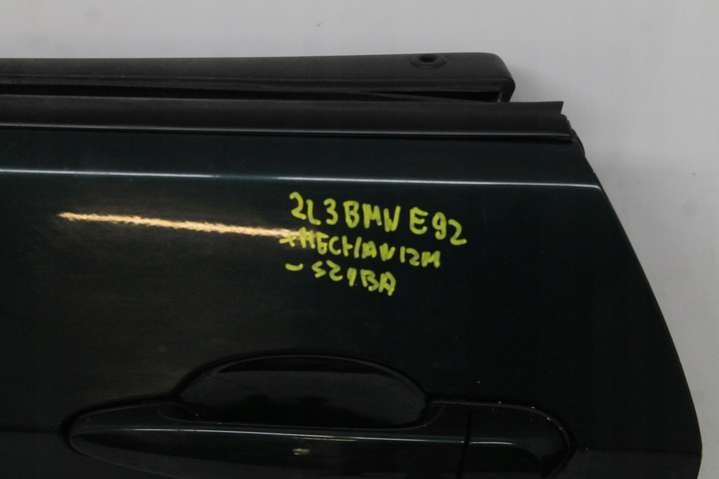 2L3 BMW E92
+MECHANIZM
- SZYBA